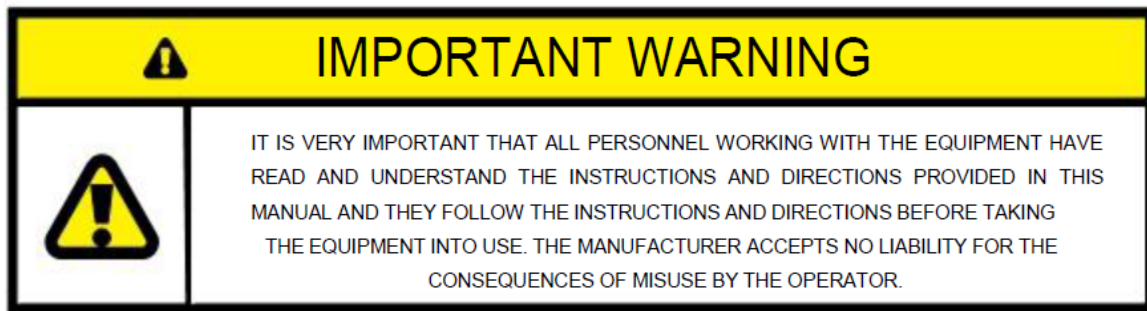 IMPORTANT WARNING
IT IS VERY IMPORTANT THAT ALL PERSONNEL WORKING WITH THE EQUIPMENT HAVE
READ AND UNDERSTAND THE INSTRUCTIONS AND DIRECTIONS PROVIDED IN THIS
MANUAL AND THEY FOLLOW THE INSTRUCTIONS AND DIRECTIONS BEFORE TAKING
THE EQUIPMENT INTO USE. THE MANUFACTURER ACCEPTS NO LIABILITY FOR THE
CONSEQUENCES OF MISUSE BY THE OPERATOR.